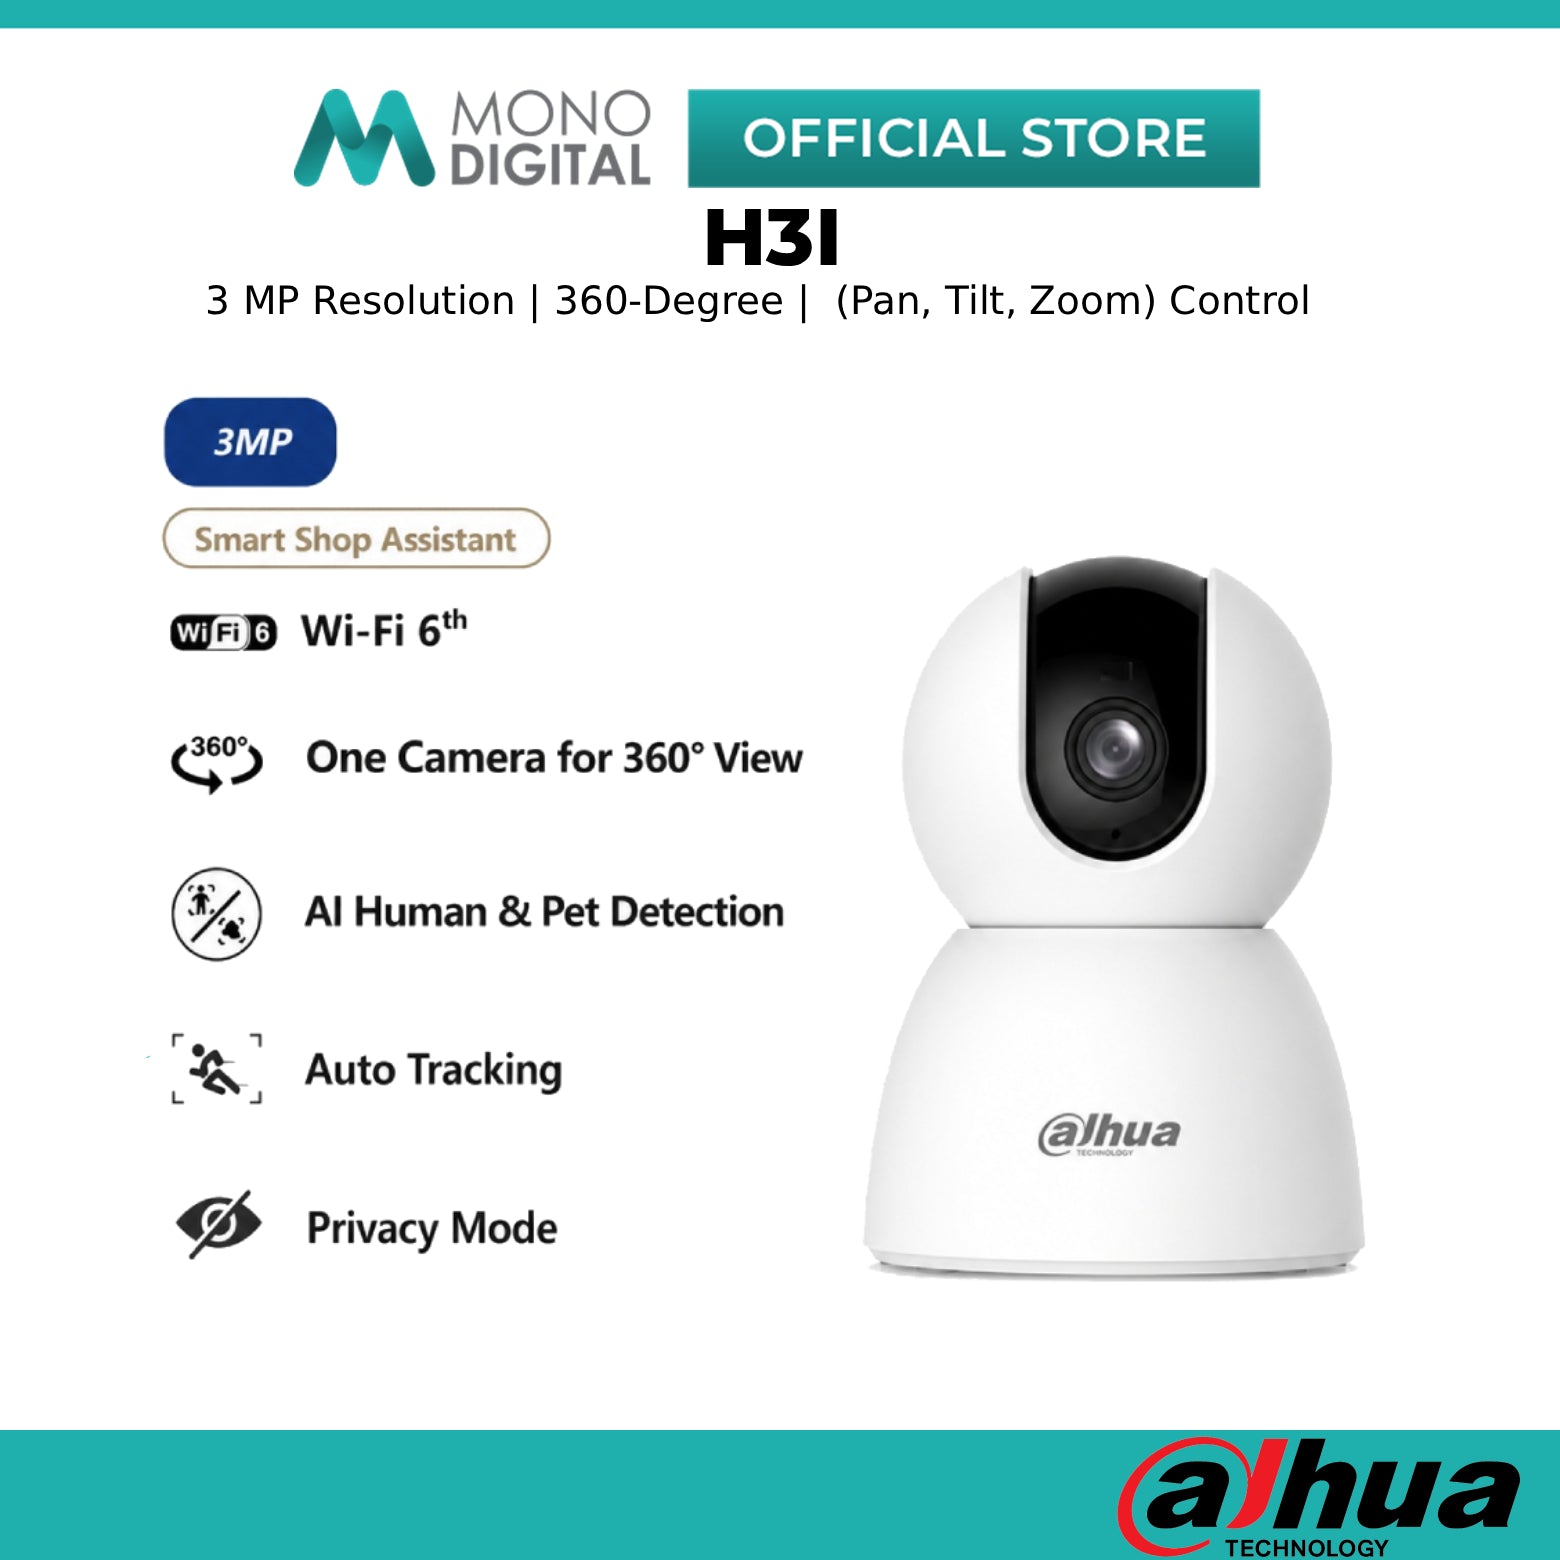 MONO
DIGITAL
OFFICIAL STORE
H3I
3 MP Resolution | 360-Degree |  (Pan, Tilt, Zoom) Control
3MP
Smart Shop Assistant
WiFi 6 Wi-Fi 6th
360° One Camera for 360° View
AI Human & Pet Detection
Auto Tracking
Privacy Mode
alhua
TECHNOLOGY
alhua
TECHNOLOGY